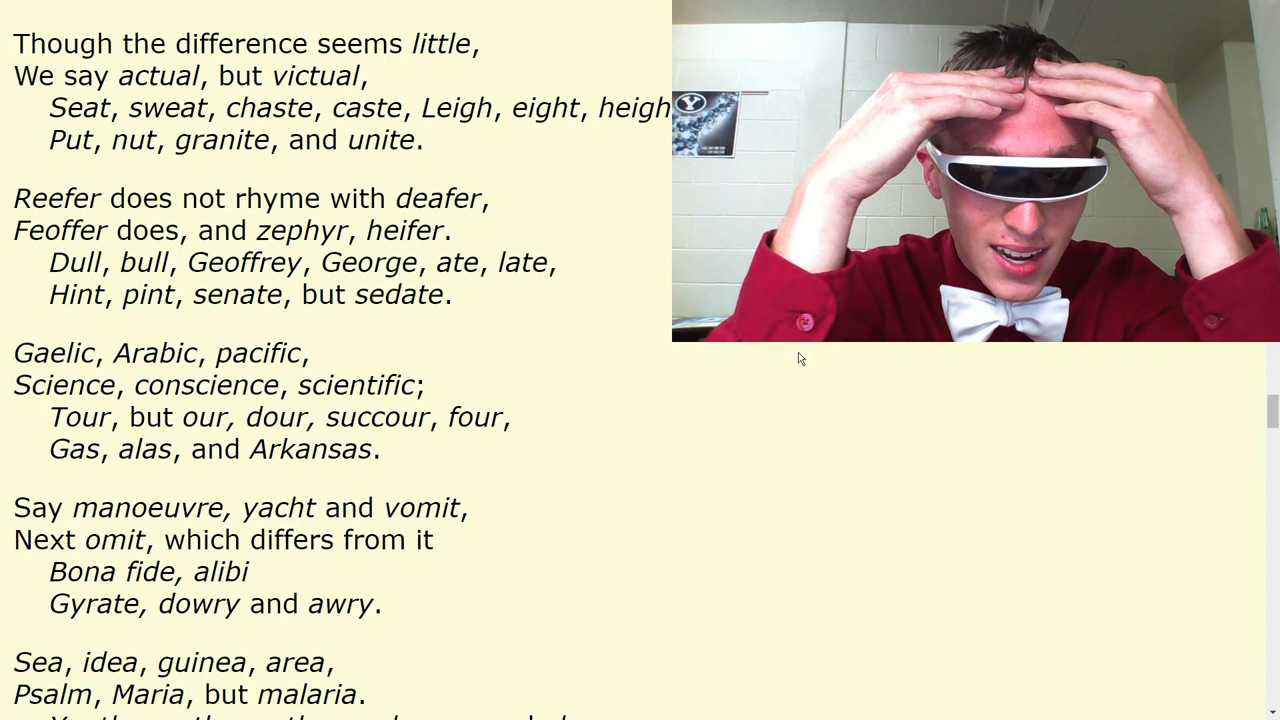 Though the difference seems little,
We say actual, but victual,
Seat, sweat, chaste, caste, Leigh, eight, heigh
Put, nut, granite, and unite.
Reefer does not rhyme with deafer,
Feoffer does, and zephyr, heifer.
Dull, bull, Geoffrey, George, ate, late,
Hint, pint, senate, but sedate.
Gaelic, Arabic, pacific,
Science, conscience, scientific;
Tour, but our, dour, succour, four,
Gas, alas, and Arkansas.
Say manoeuvre, yacht and vomit,
Next omit, which differs from it
Bona fide, alibi
Gyrate, dowry and awry.
Sea, idea, guinea, area,
Psalm, Maria, but malaria.
Y